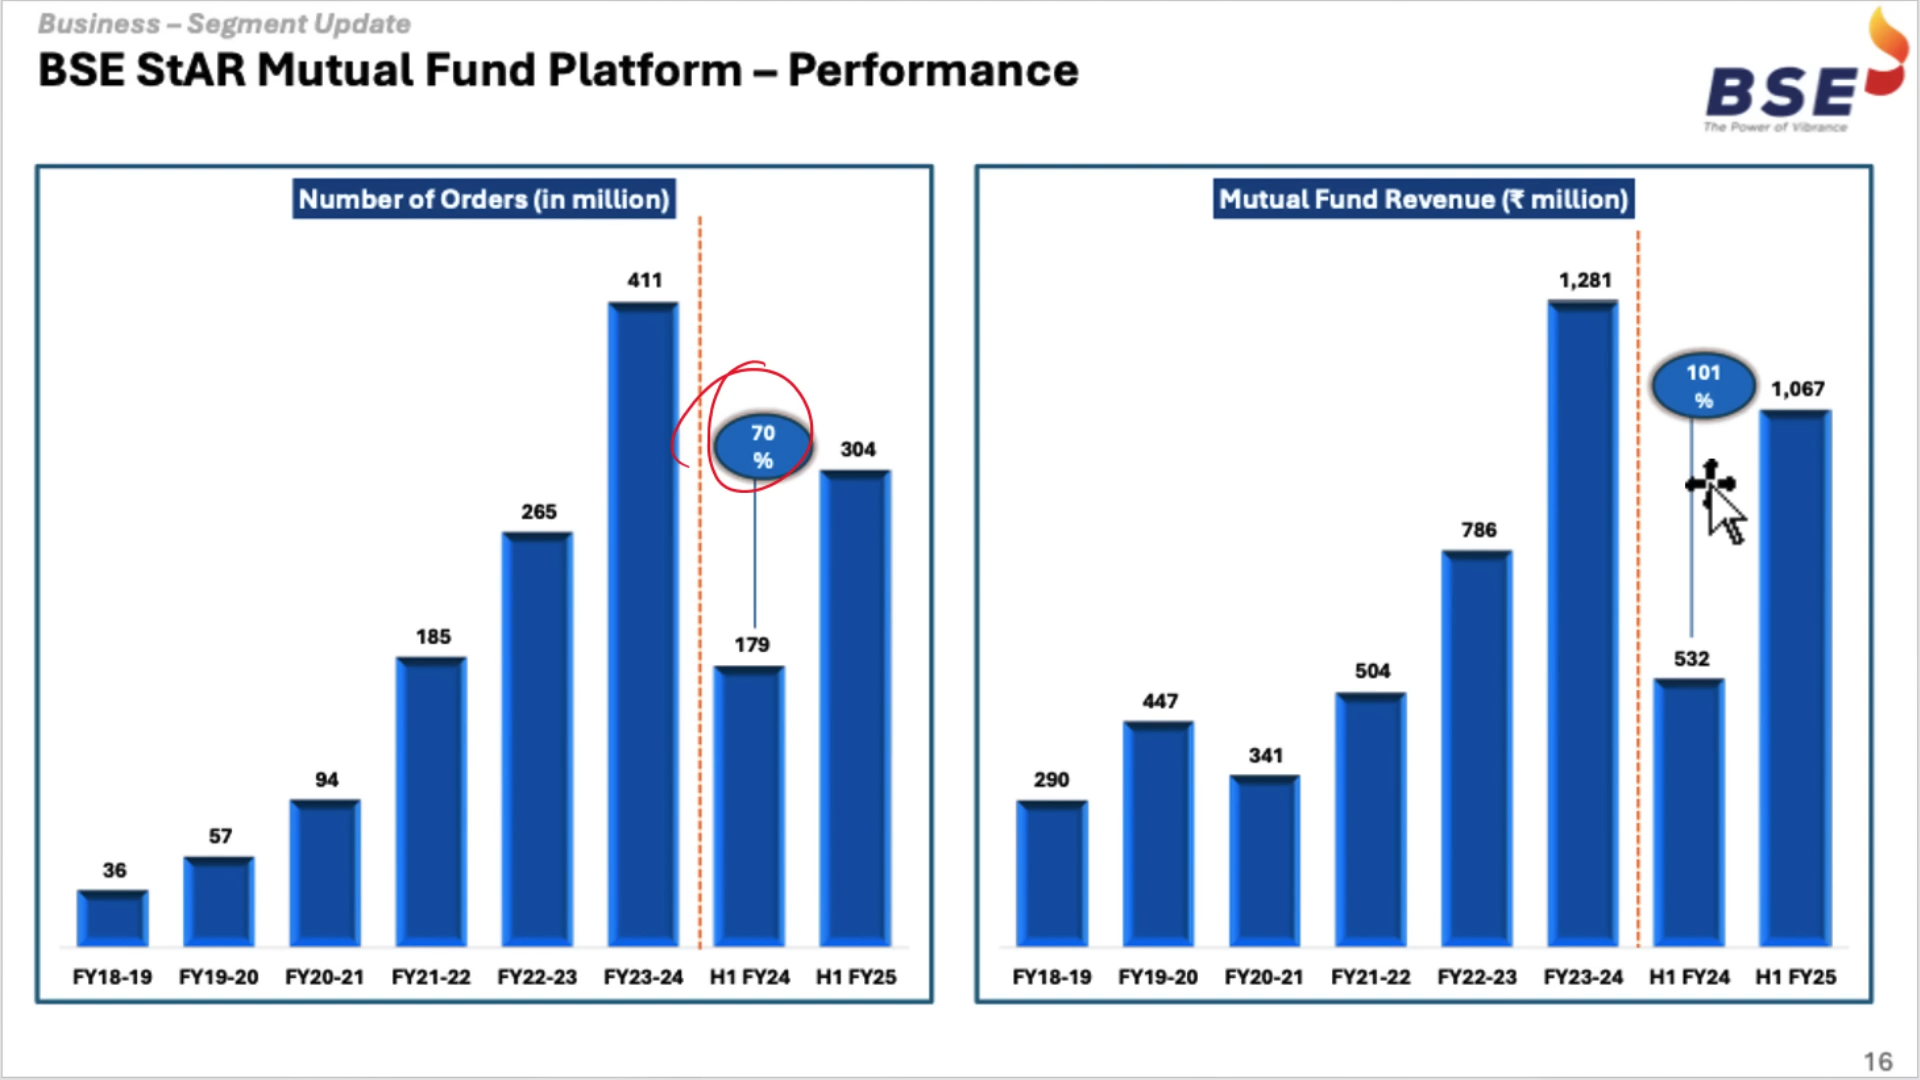 Business – Segment Update
BSE StAR Mutual Fund Platform – Performance
BSE
The Power of Vibrance
Number of Orders (in million)
411
70
%
304
265
185
179
94
57
36
FY18-19 FY19-20 FY20-21 FY21-22 FY22-23 FY23-24 H1 FY24 H1 FY25
Mutual Fund Revenue (₹ million)
1,281
101
%
1,067
786
504
532
447
341
290
FY18-19 FY19-20 FY20-21 FY21-22 FY22-23 FY23-24 H1 FY24 H1 FY25
16